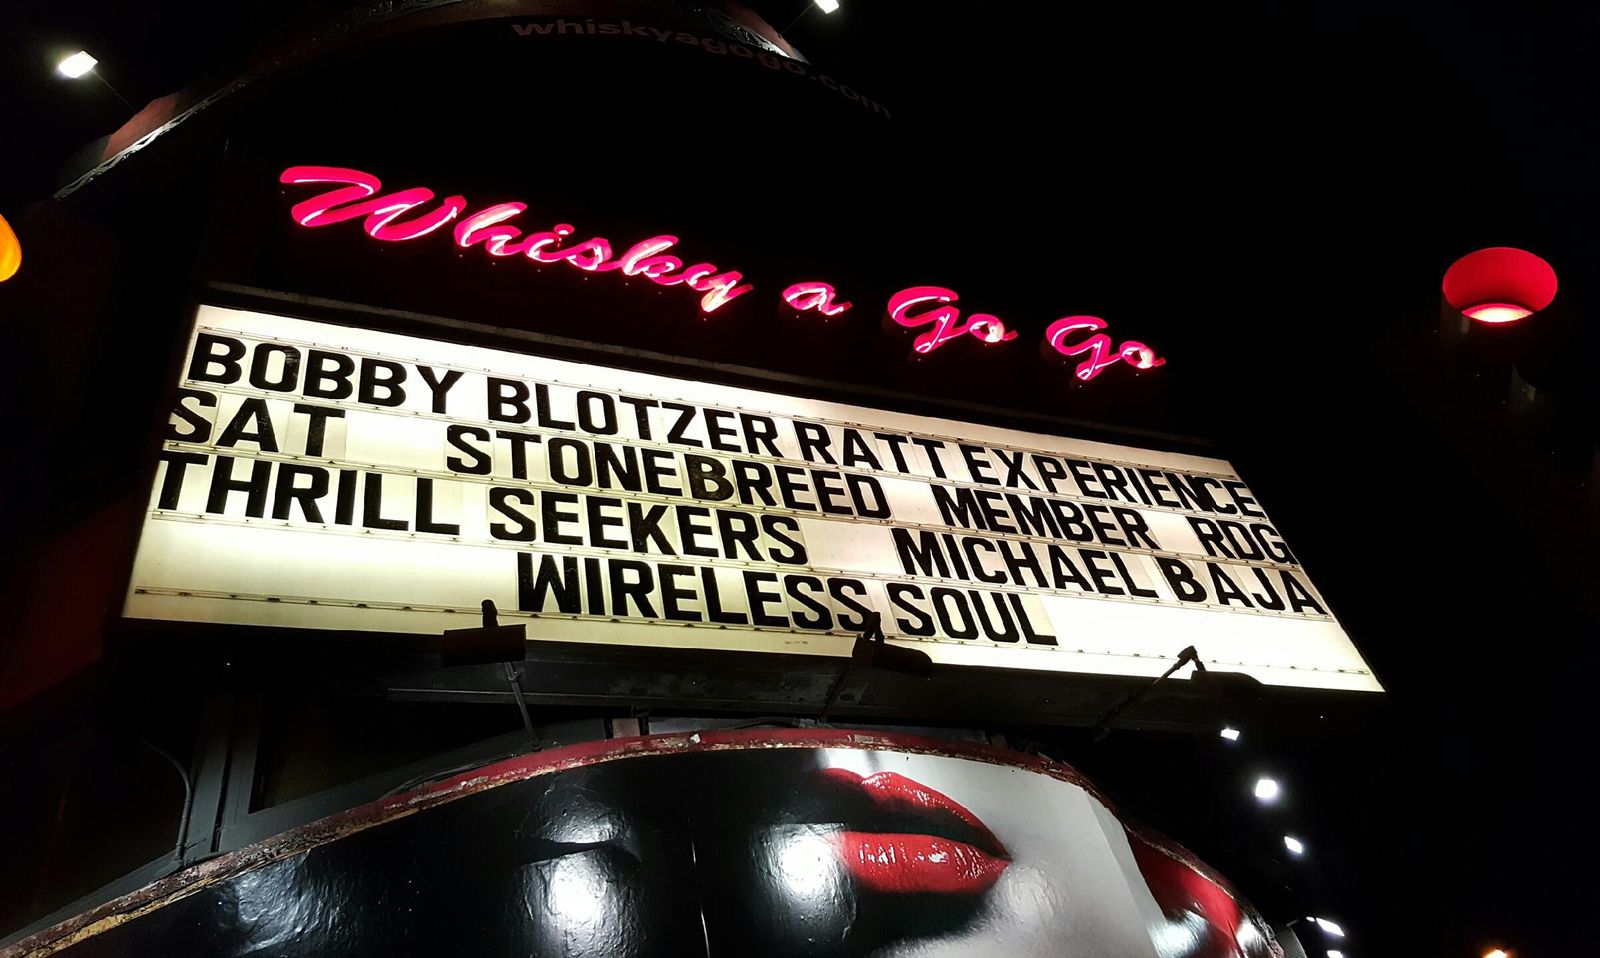 whiskyagogo.com
Whisky a Go Go
BOBBY BLOTZER RATT EXPERIENCE
SAT STONEBREED MEMBER RDG
THRILL SEEKERS MICHAEL BAJA
WIRELESS SOUL